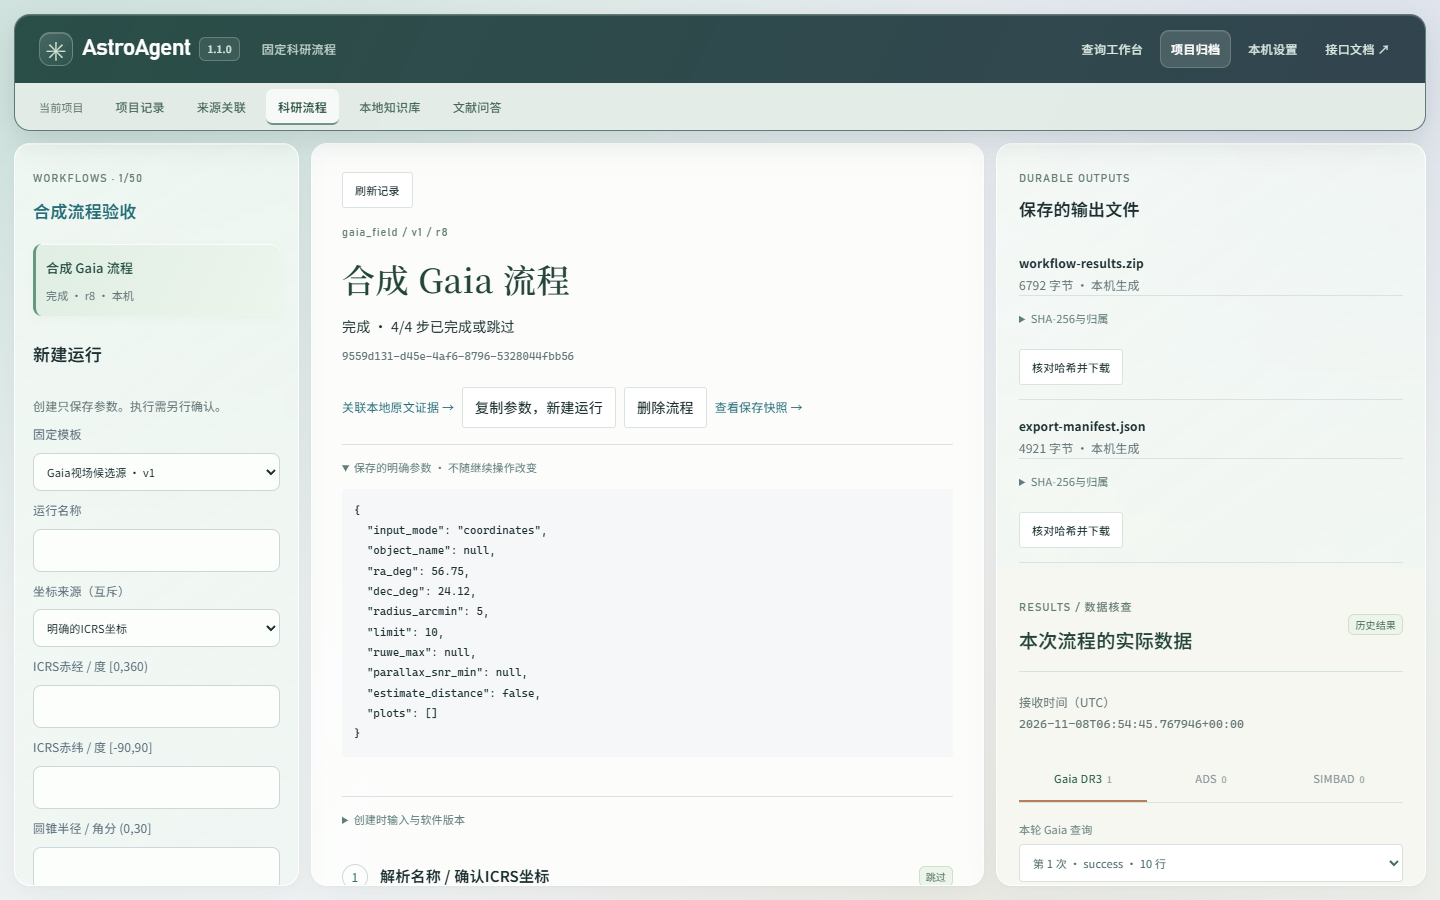 AstroAgent 1.1.0 固定科研流程 查询工作台 项目归档 本机设置 接口文档 ↗
当前项目 项目记录 来源关联 科研流程 本地知识库 文献问答
WORKFLOWS · 1/50
合成流程验收
合成 Gaia 流程
完成 · r8 · 本机
新建运行
创建只保存参数。执行需另行确认。
固定模板
Gaia视场候选源 · v1
运行名称
坐标来源（互斥）
明确的ICRS坐标
ICRS赤经 / 度 [0,360)
ICRS赤纬 / 度 [-90,90]
圆锥半径 / 角分 (0,30]
刷新记录
gaia_field / v1 / r8
合成 Gaia 流程
完成 · 4/4 步已完成或跳过
9559d131-d45e-4af6-8796-5328044fbb56
关联本地原文证据 → 复制参数，新建运行 删除流程 查看保存快照 →
▼ 保存的明确参数 · 不随继续操作改变
{
"input_mode": "coordinates",
"object_name": null,
"ra_deg": 56.75,
"dec_deg": 24.12,
"radius_arcmin": 5,
"limit": 10,
"ruwe_max": null,
"parallax_snr_min": null,
"estimate_distance": false,
"plots": []
}
▶ 创建时输入与软件版本
1 解析名称 / 确认ICRS坐标 跳过
DURABLE OUTPUTS
保存的输出文件
workflow-results.zip
6792 字节 · 本机生成
▶ SHA-256与归属
核对哈希并下载
export-manifest.json
4921 字节 · 本机生成
▶ SHA-256与归属
核对哈希并下载
RESULTS / 数据核查
本次流程的实际数据 历史结果
接收时间（UTC）
2026-11-08T06:54:45.767946+00:00
Gaia DR3 1 ADS 0 SIMBAD 0
本轮 Gaia 查询
第 1 次 · success · 10 行